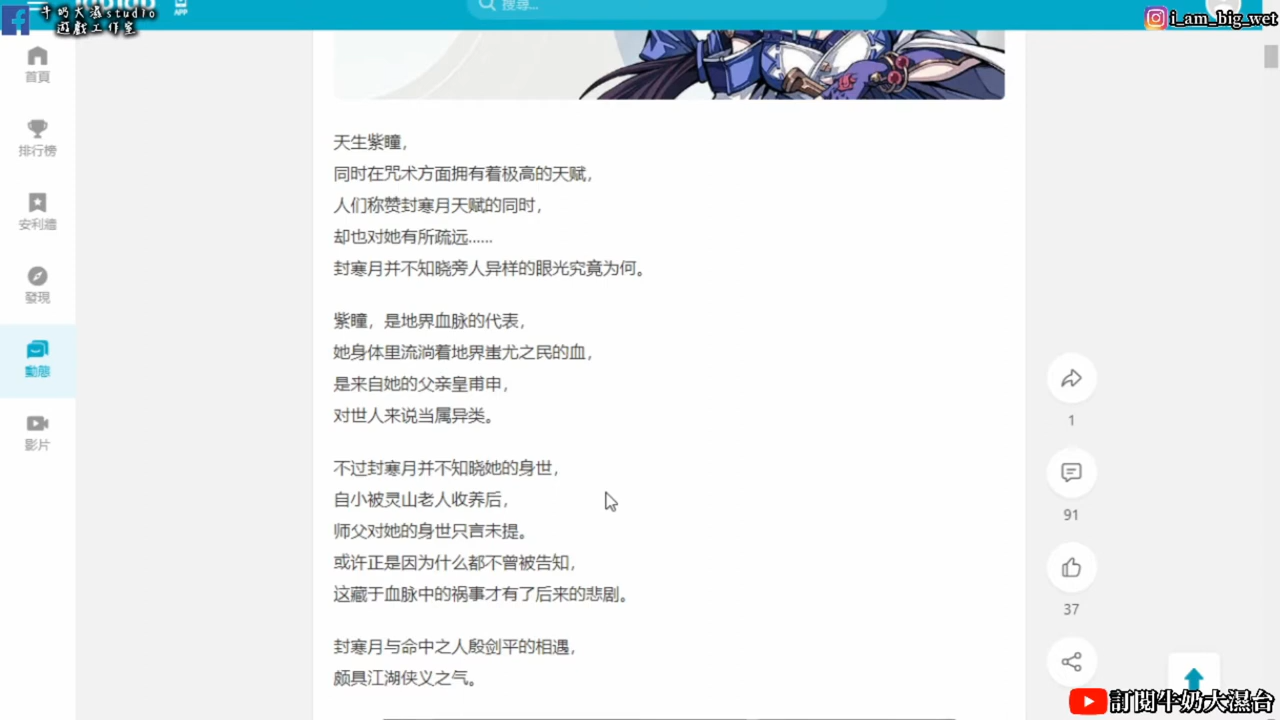 牛奶大濕studio
遊戲工作室
搜尋...
i_am_big_wet
首頁
排行榜
安利牆
發現
動態
影片
天生紫瞳，
同时在咒术方面拥有着极高的天赋，
人们称赞封寒月天赋的同时，
却也对她有所疏远......
封寒月并不知晓旁人异样的眼光究竟为何。
紫瞳，是地界血脉的代表，
她身体里流淌着地界蚩尤之民的血，
是来自她的父亲皇甫申，
对世人来说当属异类。
不过封寒月并不知晓她的身世，
自小被灵山老人收养后，
师父对她的身世只言未提。
或许正是因为什么都不曾被告知，
这藏于血脉中的祸事才有了后来的悲剧。
封寒月与命中之人殷剑平的相遇，
颇具江湖侠义之气。
1
91
37
訂閱牛奶大濕台